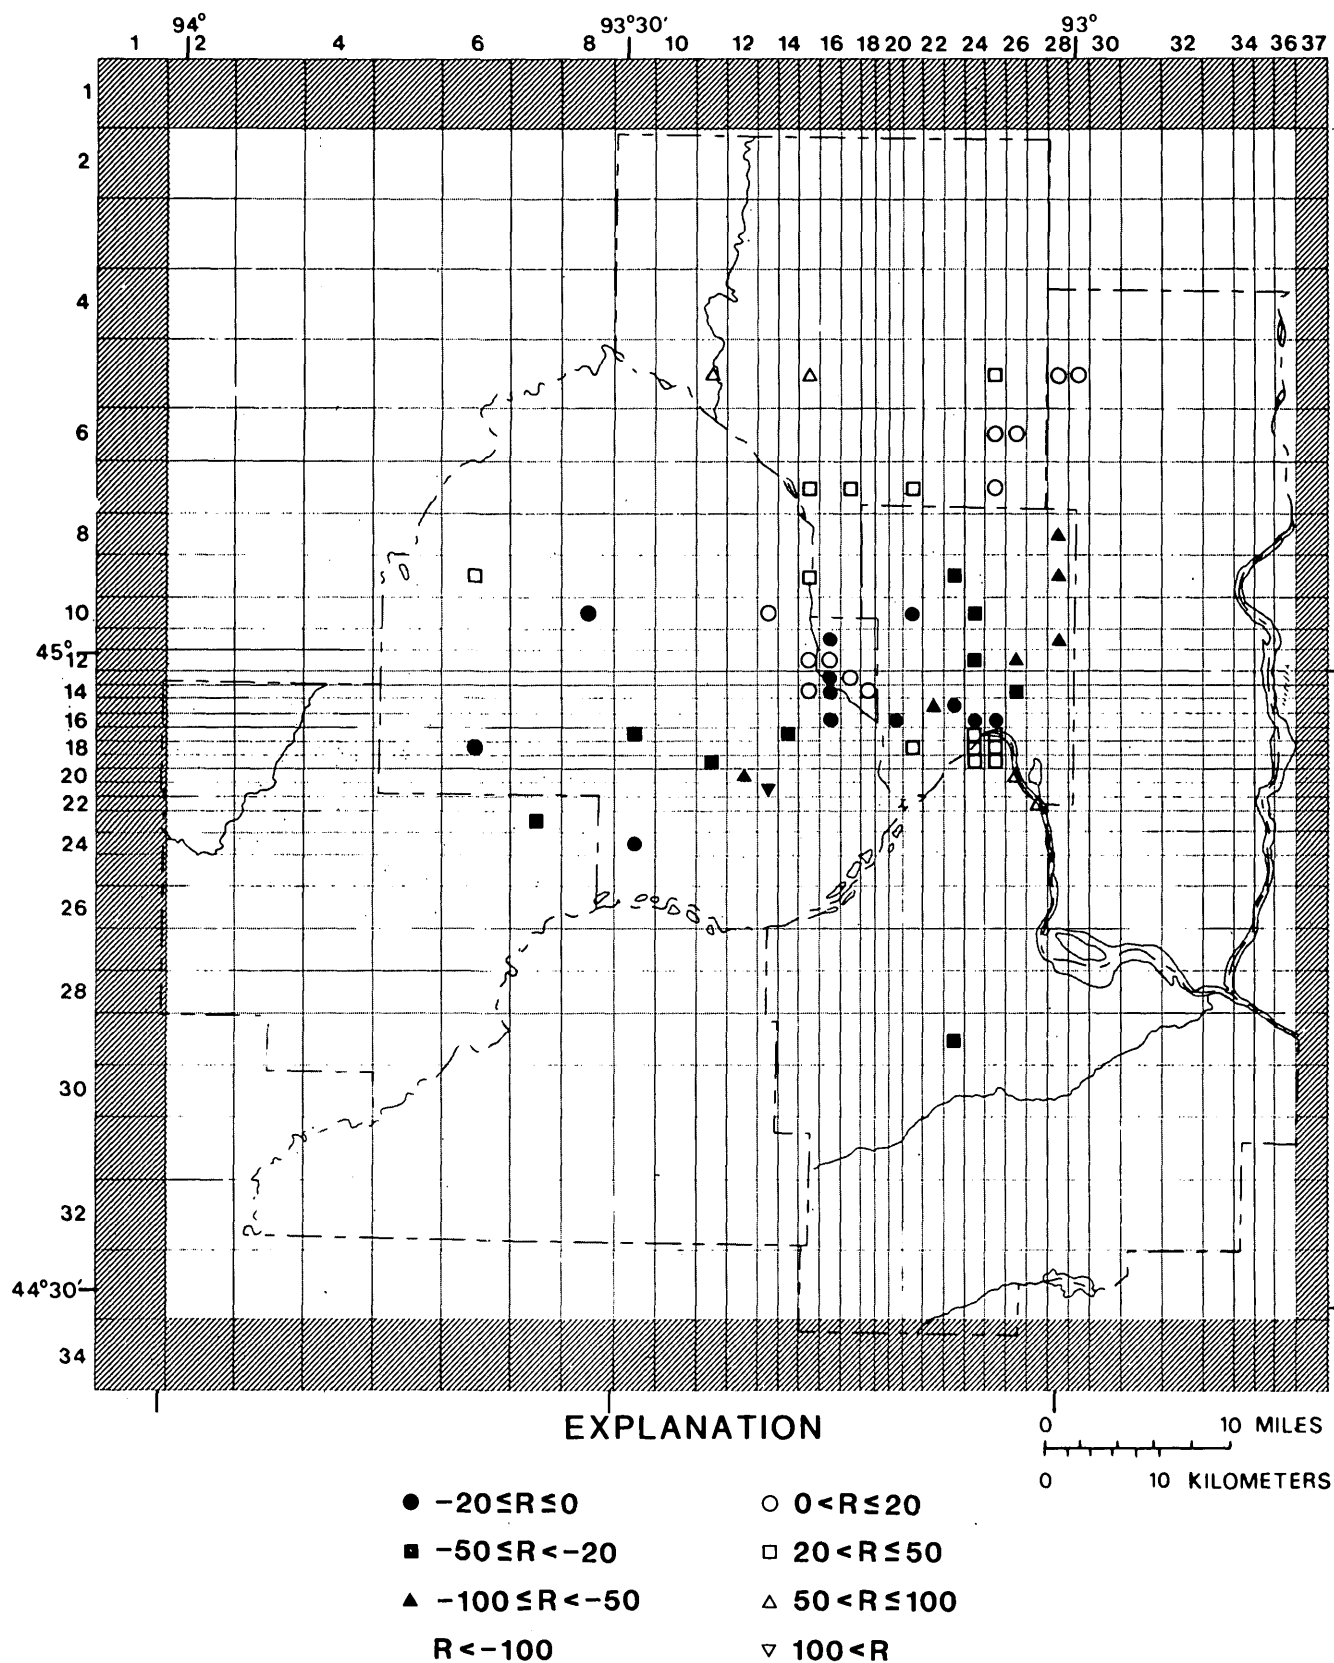 94° 93°30′ 93°
1 2 4 6 8 10 12 14 16 18 20 22 24 26 28 30 32 34 36 37
1
2
4
6
8
10
45°
12
14
16
18
20
22
24
26
28
30
32
44°30′
34
EXPLANATION
0 10 MILES
0 10 KILOMETERS
-20≤R≤0 0<R≤20
-50≤R<-20 20<R≤50
-100≤R<-50 50<R≤100
R<-100 100<R